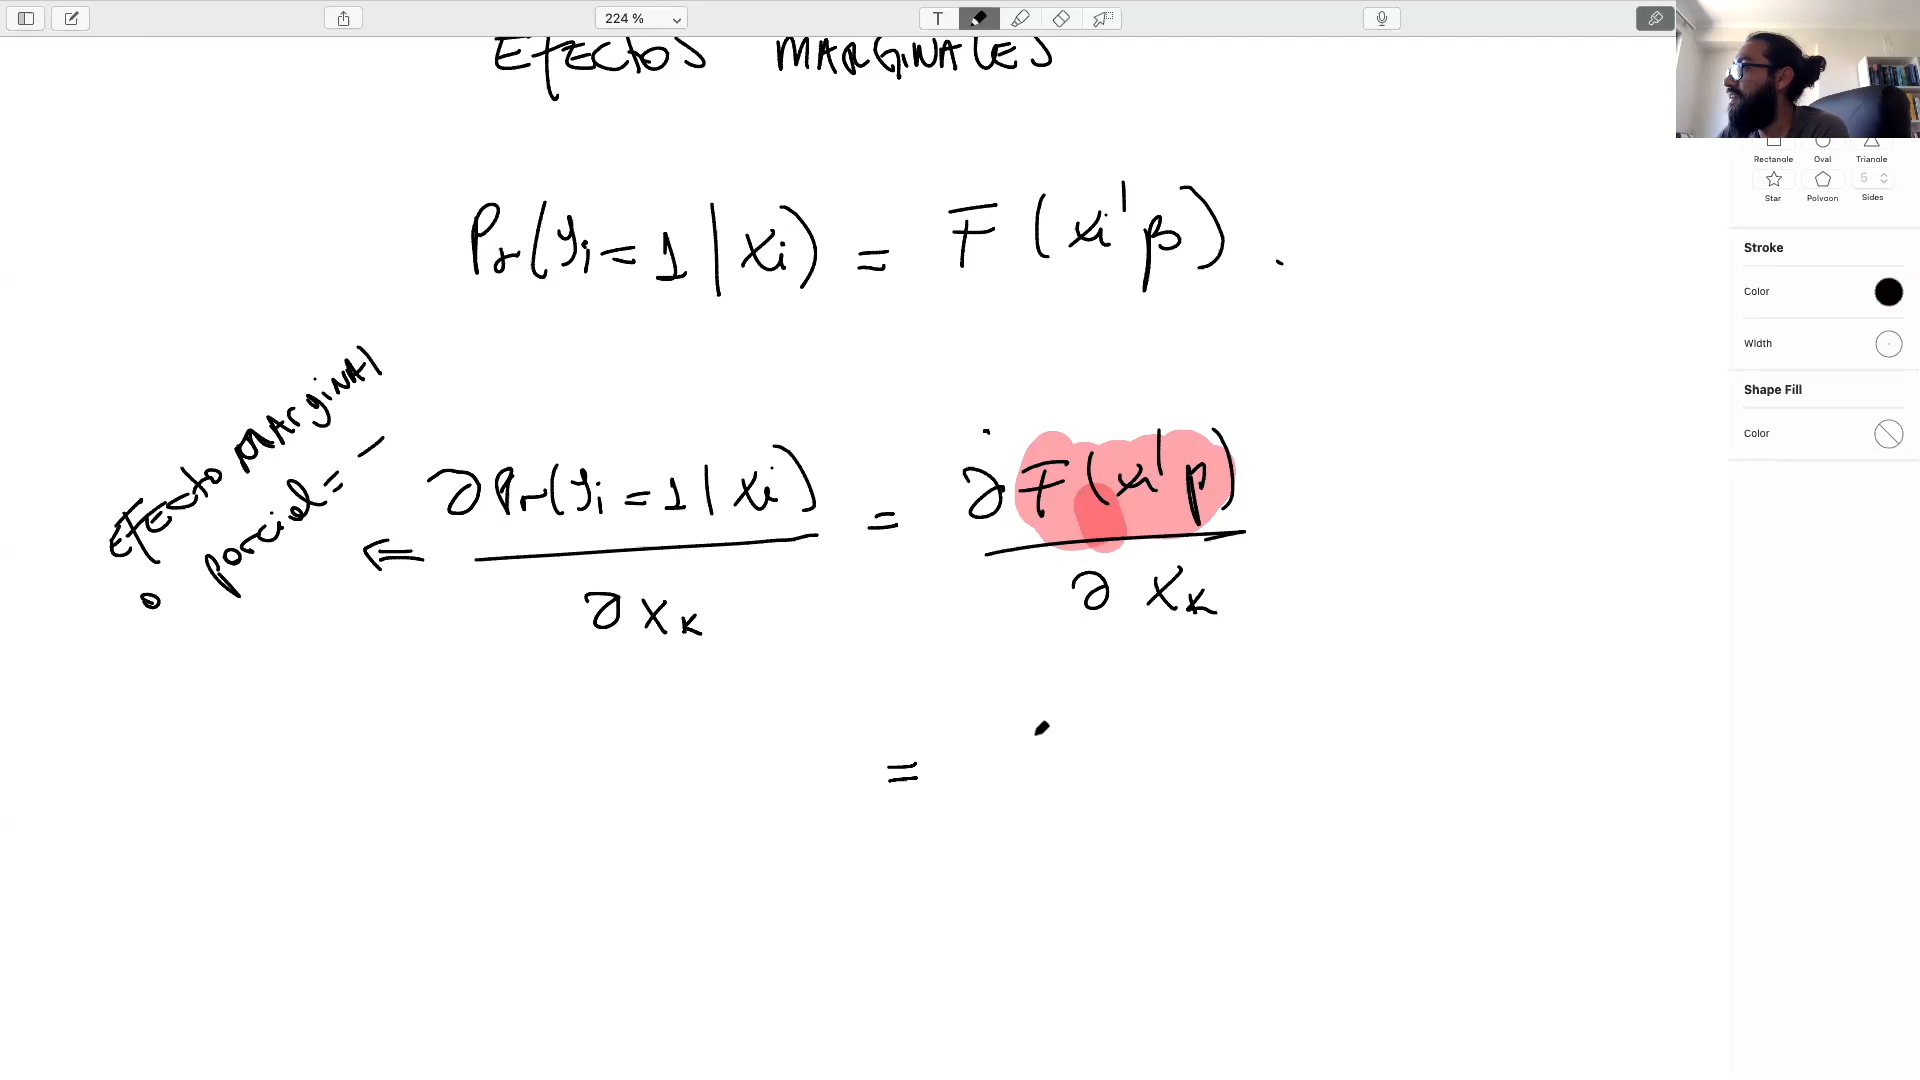 224 %
T
EFECTOS MARGINALES
Rectangle Oval Triangle
5
Star Polygon Sides
Pr(yi = 1 | xi) = F(xi'β).
Stroke
Color
Width
Shape Fill
Color
Efecto marginal
o parcial =
∂Pr(yi = 1 | xi) = ∂F(xi'β)
∂xk ∂xk
=